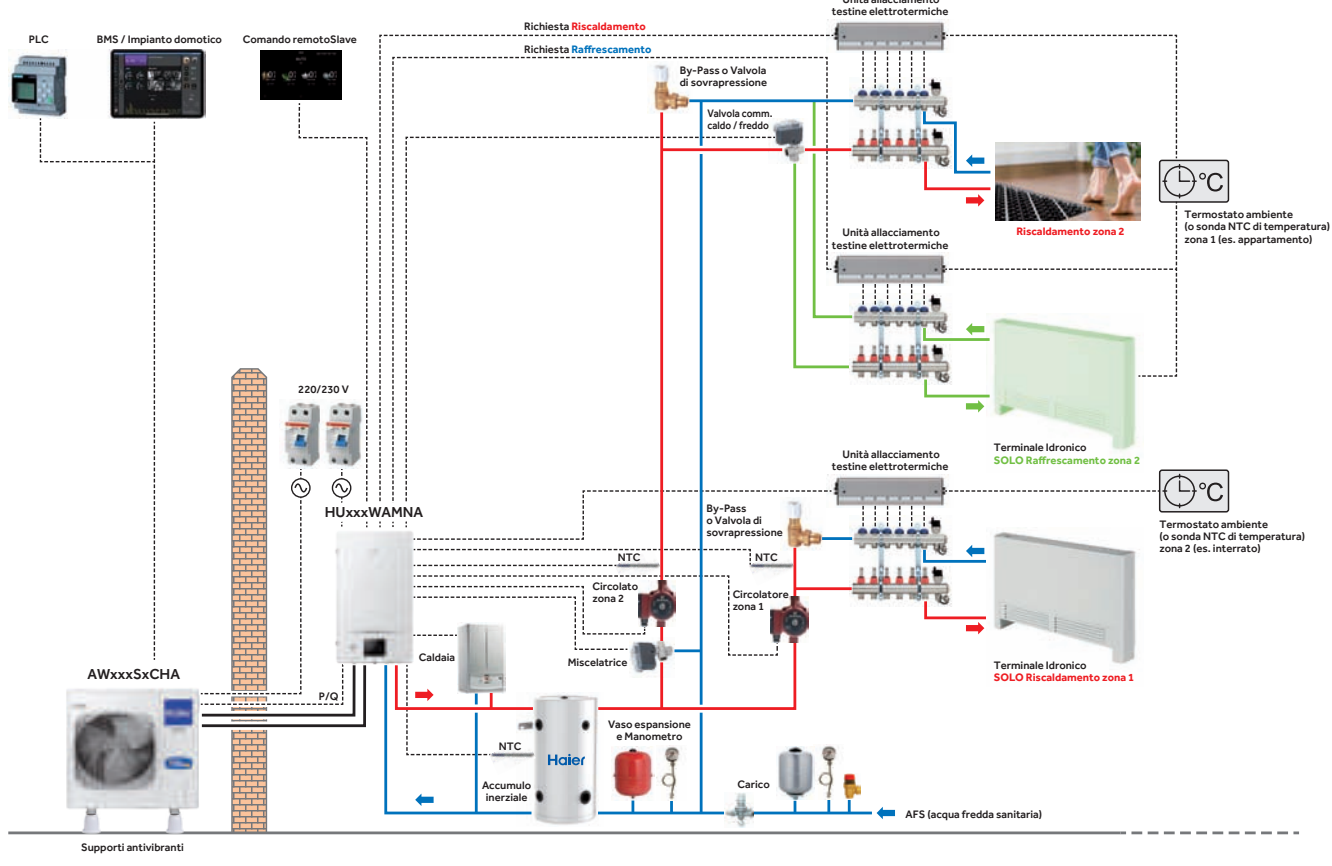 Unità allacciamento
testine elettrotermiche
Richiesta Riscaldamento
Richiesta Raffrescamento
PLC
BMS / Impianto domotico
Comando remotoSlave
By-Pass o Valvola
di sovrapressione
Valvola comm.
caldo / freddo
°C
Termostato ambiente
(o sonda NTC di temperatura)
zona 1 (es. appartamento)
Riscaldamento zona 2
Unità allacciamento
testine elettrotermiche
220/230 V
Terminale Idronico
SOLO Raffrescamento zona 2
Unità allacciamento
testine elettrotermiche
HUxxxWAMNA
By-Pass
o Valvola di
sovrapressione
°C
Termostato ambiente
(o sonda NTC di temperatura)
zona 2 (es. interrato)
NTC
NTC
Circolato
zona 2
Circolatore
zona 1
Caldaia
Miscelatrice
Terminale Idronico
SOLO Riscaldamento zona 1
AWxxxSxCHA
P/Q
NTC
Haier
Vaso espansione
e Manometro
Accumulo
inerziale
Carico
AFS (acqua fredda sanitaria)
Supporti antivibranti